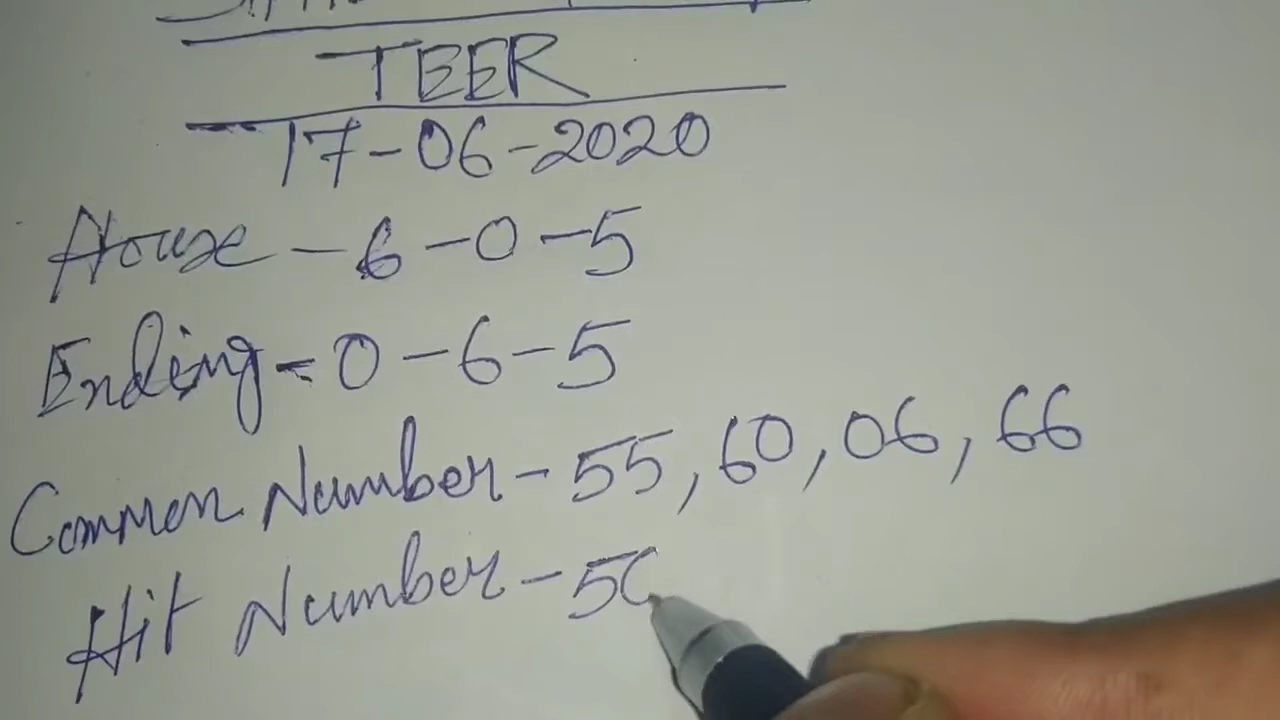 TEER
17-06-2020
House - 6-0-5
Ending - 0-6-5
Common Number - 55, 60, 06, 66
Hit Number - 5